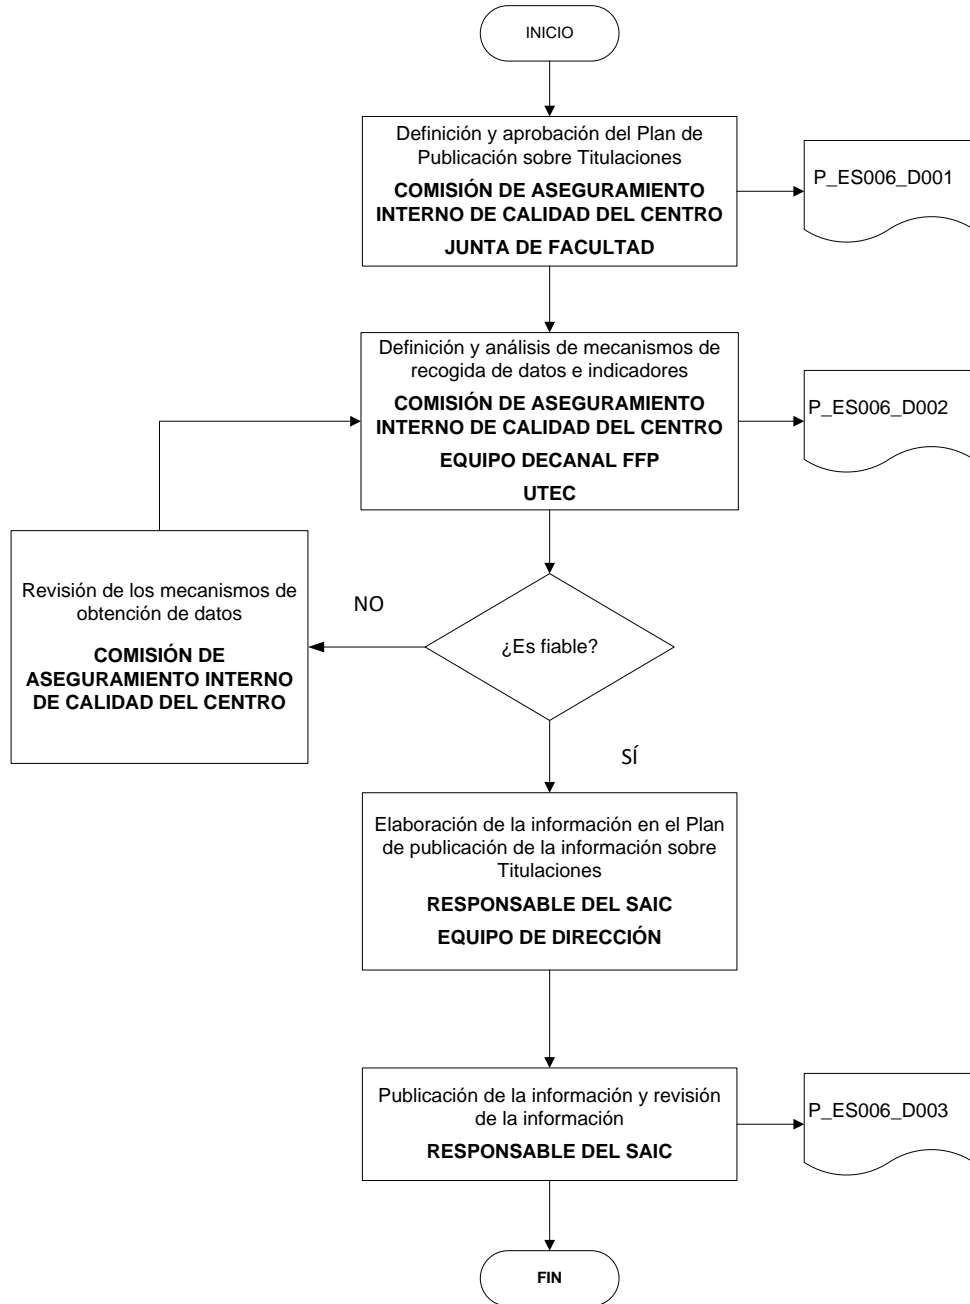 INICIO
Definición y aprobación del Plan de
Publicación sobre Titulaciones
COMISIÓN DE ASEGURAMIENTO
INTERNO DE CALIDAD DEL CENTRO
JUNTA DE FACULTAD
P_ES006_D001
Definición y análisis de mecanismos de
recogida de datos e indicadores
COMISIÓN DE ASEGURAMIENTO
INTERNO DE CALIDAD DEL CENTRO
EQUIPO DECANAL FFP
UTEC
P_ES006_D002
Revisión de los mecanismos de
obtención de datos
COMISIÓN DE
ASEGURAMIENTO INTERNO
DE CALIDAD DEL CENTRO
NO
¿Es fiable?
SÍ
Elaboración de la información en el Plan
de publicación de la información sobre
Titulaciones
RESPONSABLE DEL SAIC
EQUIPO DE DIRECCIÓN
Publicación de la información y revisión
de la información
RESPONSABLE DEL SAIC
P_ES006_D003
FIN